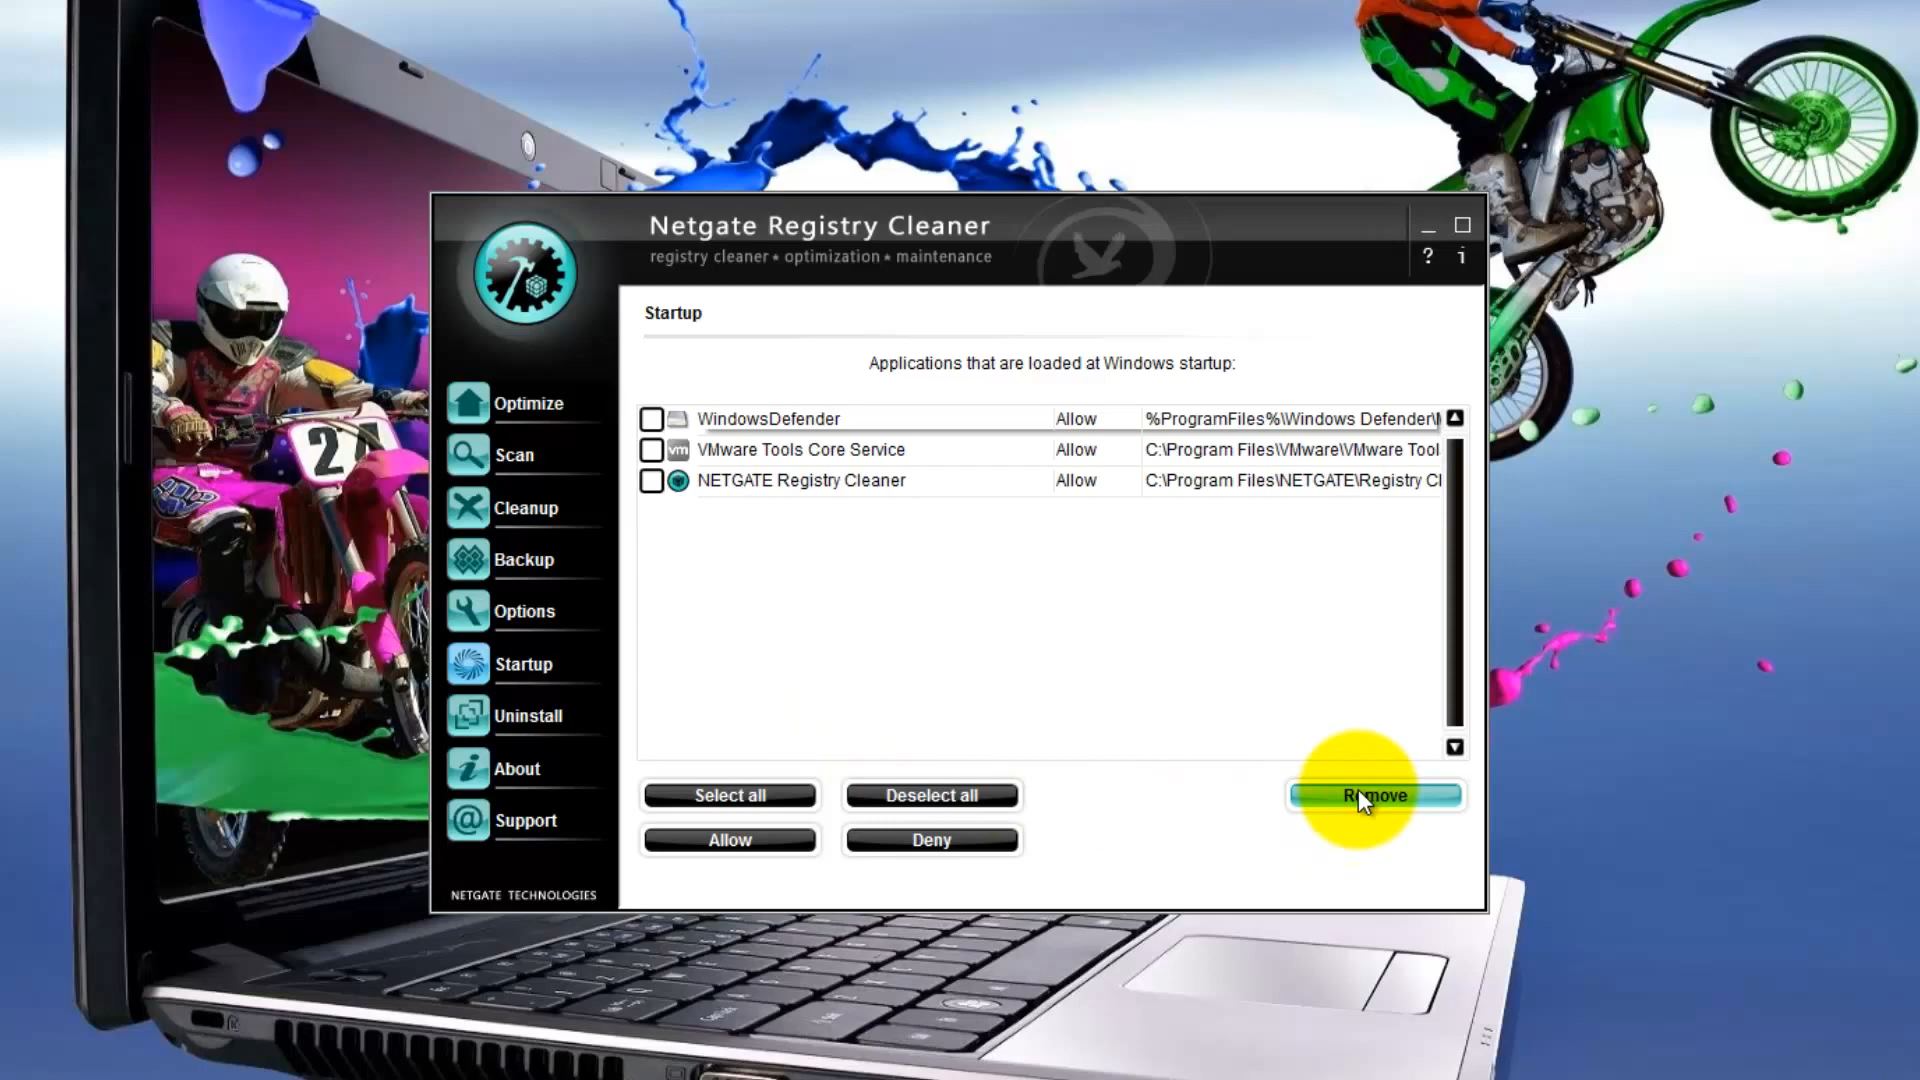 Netgate Registry Cleaner
registry cleaner * optimization * maintenance
? i
Startup
Applications that are loaded at Windows startup:
WindowsDefender Allow %ProgramFiles%\Windows Defender\
vm VMware Tools Core Service Allow C:\Program Files\VMware\VMware Tool
NETGATE Registry Cleaner Allow C:\Program Files\NETGATE\Registry Cl
Optimize
Scan
Cleanup
Backup
Options
Startup
Uninstall
About
Support
Select all Deselect all Remove
Allow Deny
NETGATE TECHNOLOGIES
24